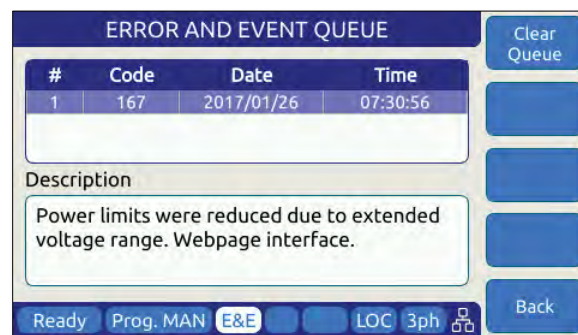 ERROR AND EVENT QUEUE
Clear
Queue
# Code Date Time
1 167 2017/01/26 07:30:56
Description
Power limits were reduced due to extended
voltage range. Webpage interface.
Ready Prog. MAN E&E LOC 3ph
Back